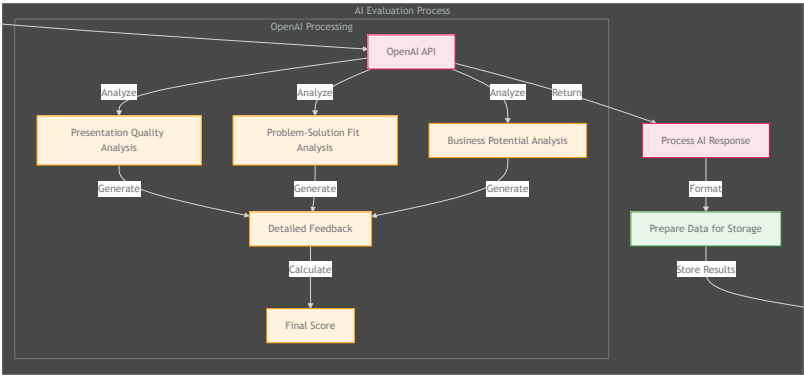 AI Evaluation Process
OpenAI Processing
OpenAI API
Analyze
Analyze
Analyze
Return
Presentation Quality
Analysis
Problem-Solution Fit
Analysis
Business Potential Analysis
Process AI Response
Generate
Generate
Generate
Format
Detailed Feedback
Prepare Data for Storage
Calculate
Store Results
Final Score